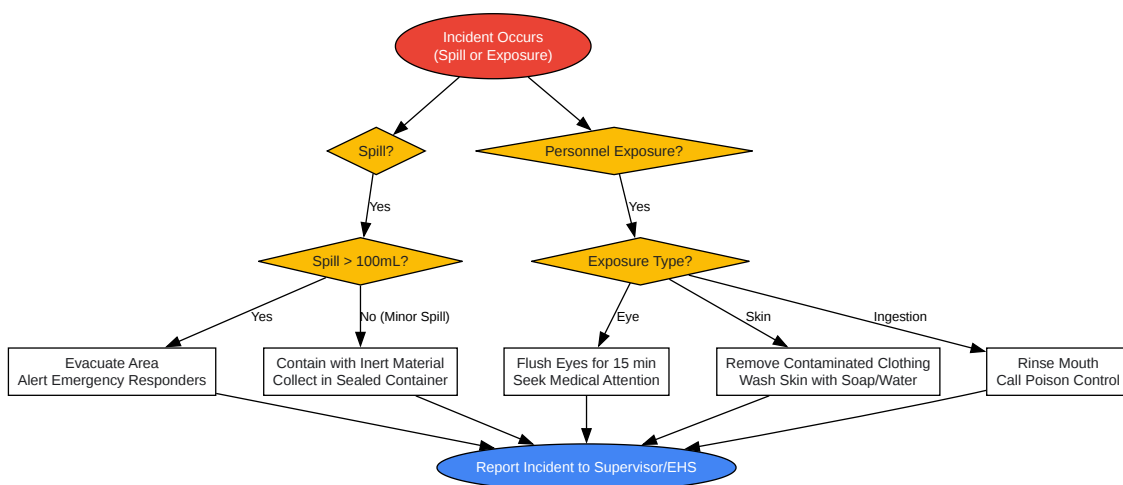 Incident Occurs
(Spill or Exposure)
Spill?
Personnel Exposure?
Yes
Yes
Spill > 100mL?
Exposure Type?
Yes
No (Minor Spill)
Eye
Skin
Ingestion
Evacuate Area
Alert Emergency Responders
Contain with Inert Material
Collect in Sealed Container
Flush Eyes for 15 min
Seek Medical Attention
Remove Contaminated Clothing
Wash Skin with Soap/Water
Rinse Mouth
Call Poison Control
Report Incident to Supervisor/EHS